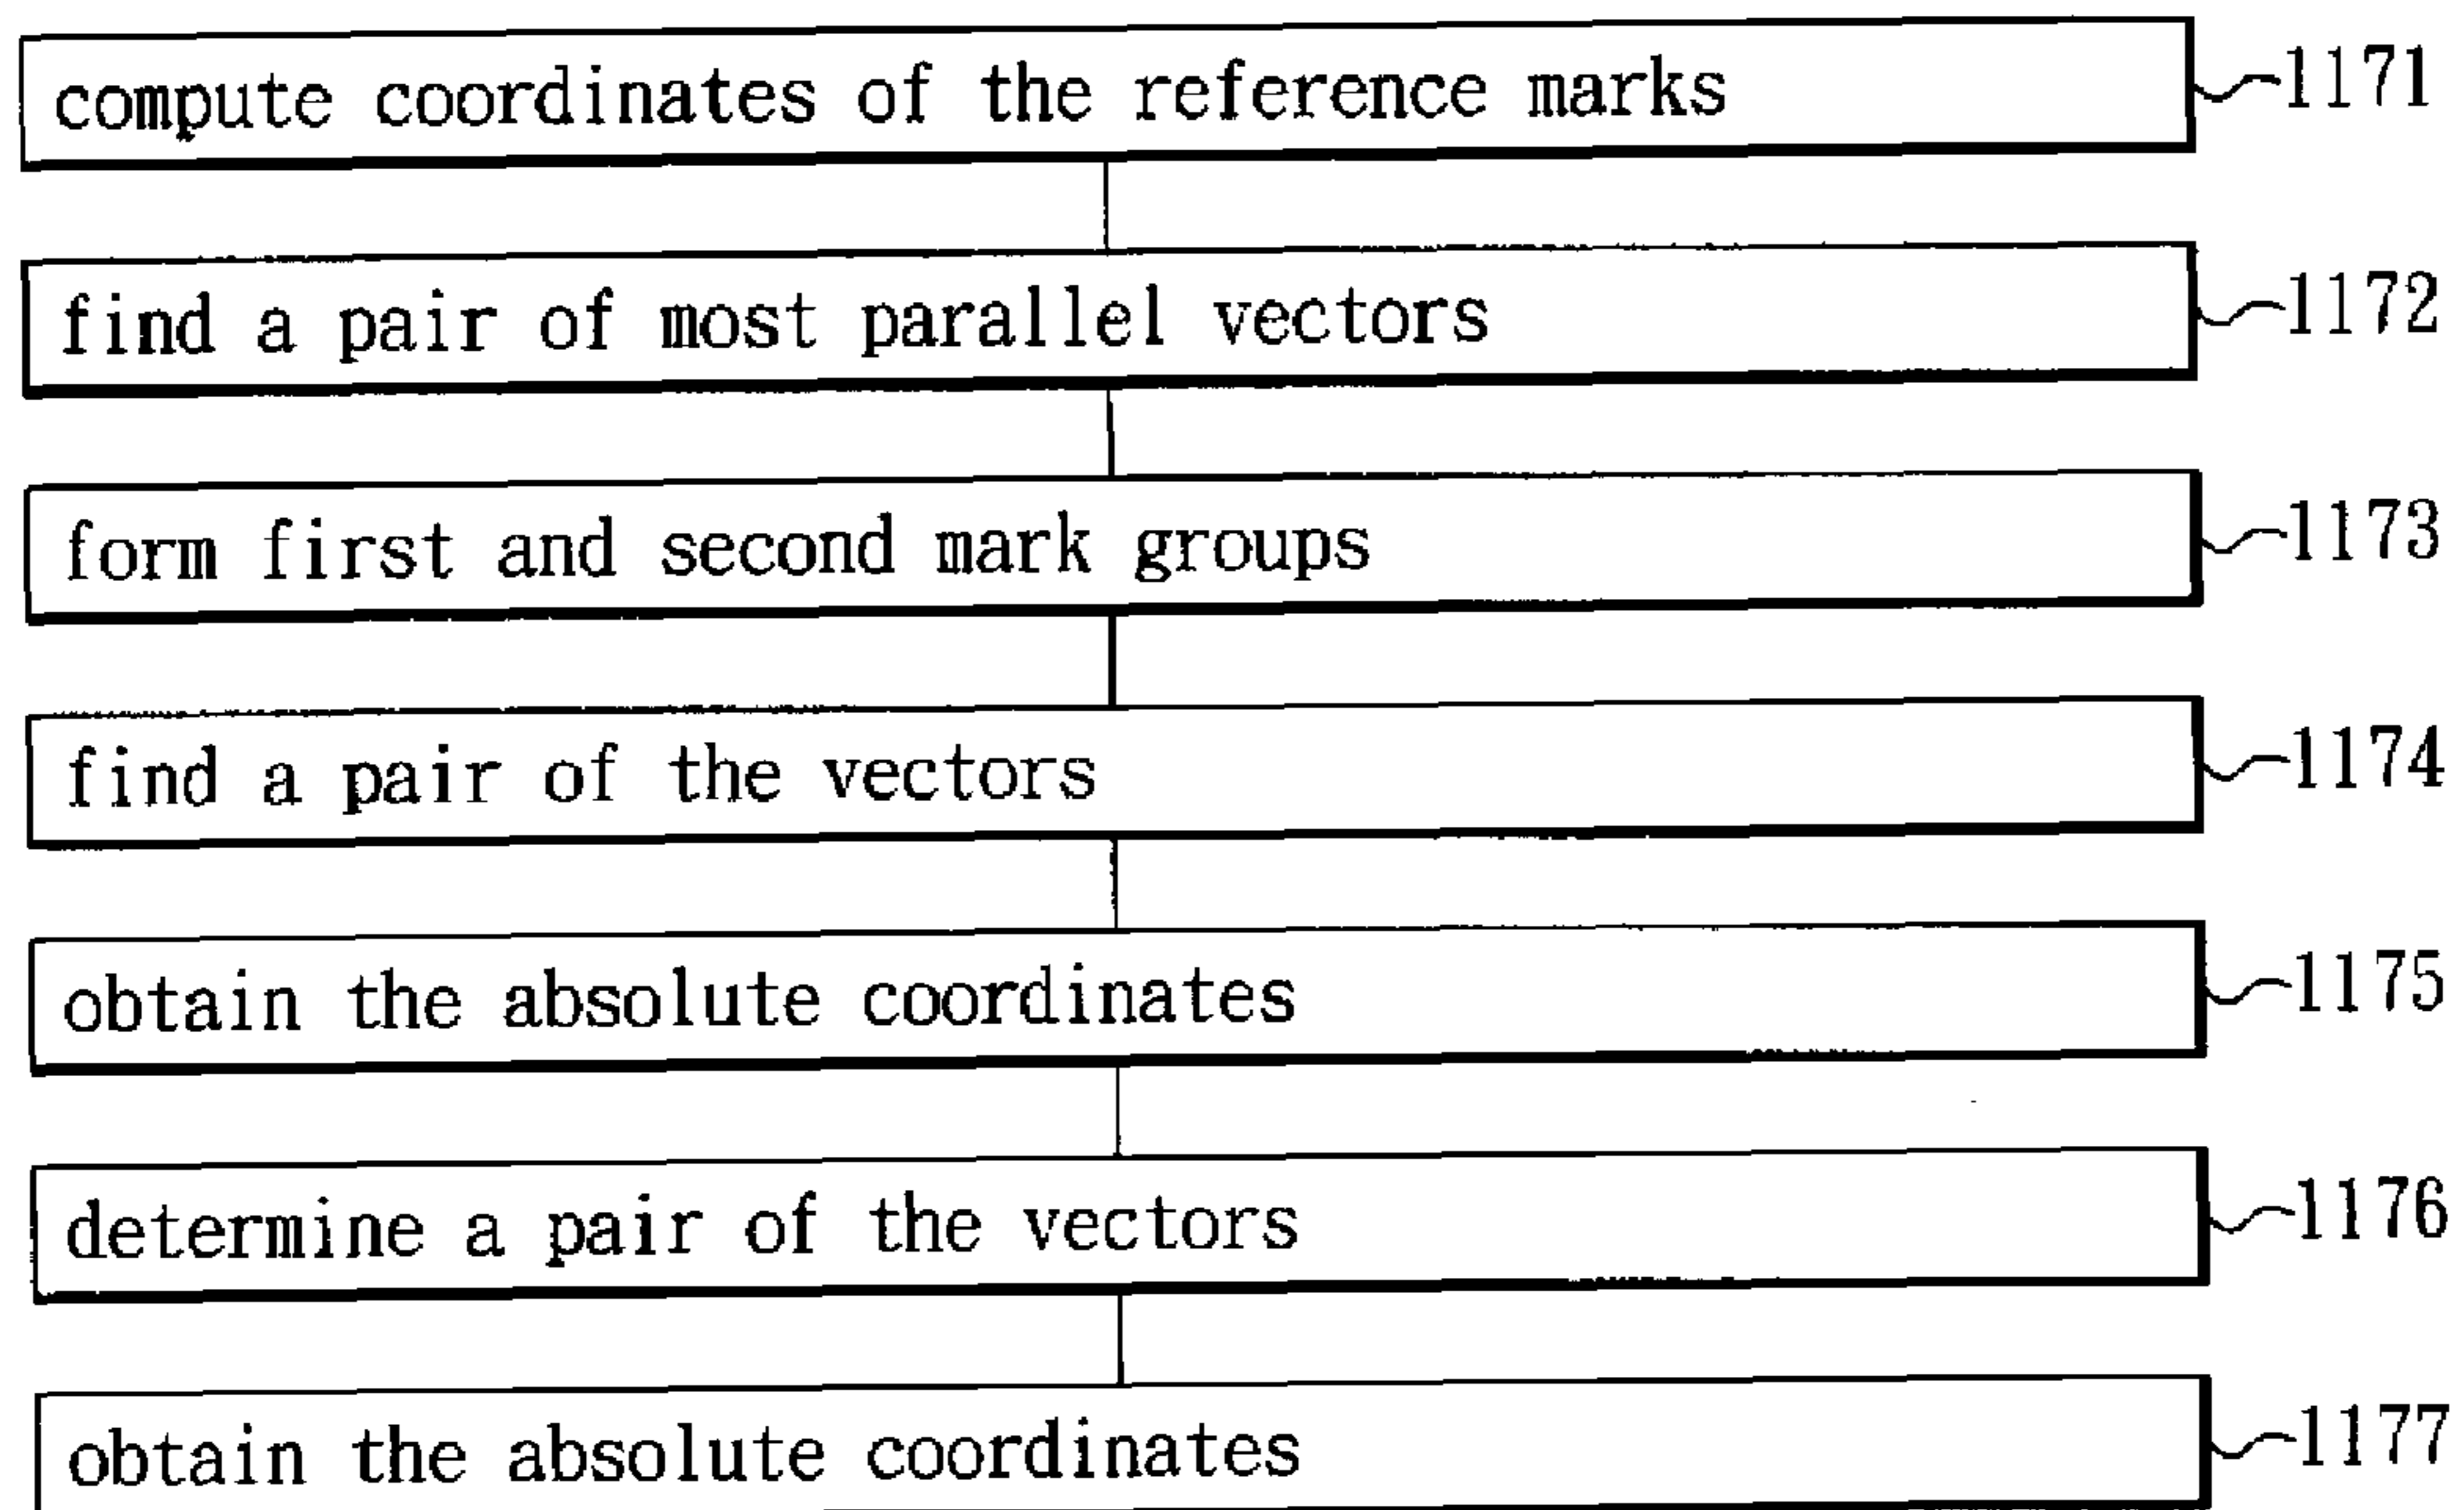 compute coordinates of the reference marks 1171
find a pair of most parallel vectors 1172
form first and second mark groups 1173
find a pair of the vectors 1174
obtain the absolute coordinates 1175
determine a pair of the vectors 1176
obtain the absolute coordinates 1177